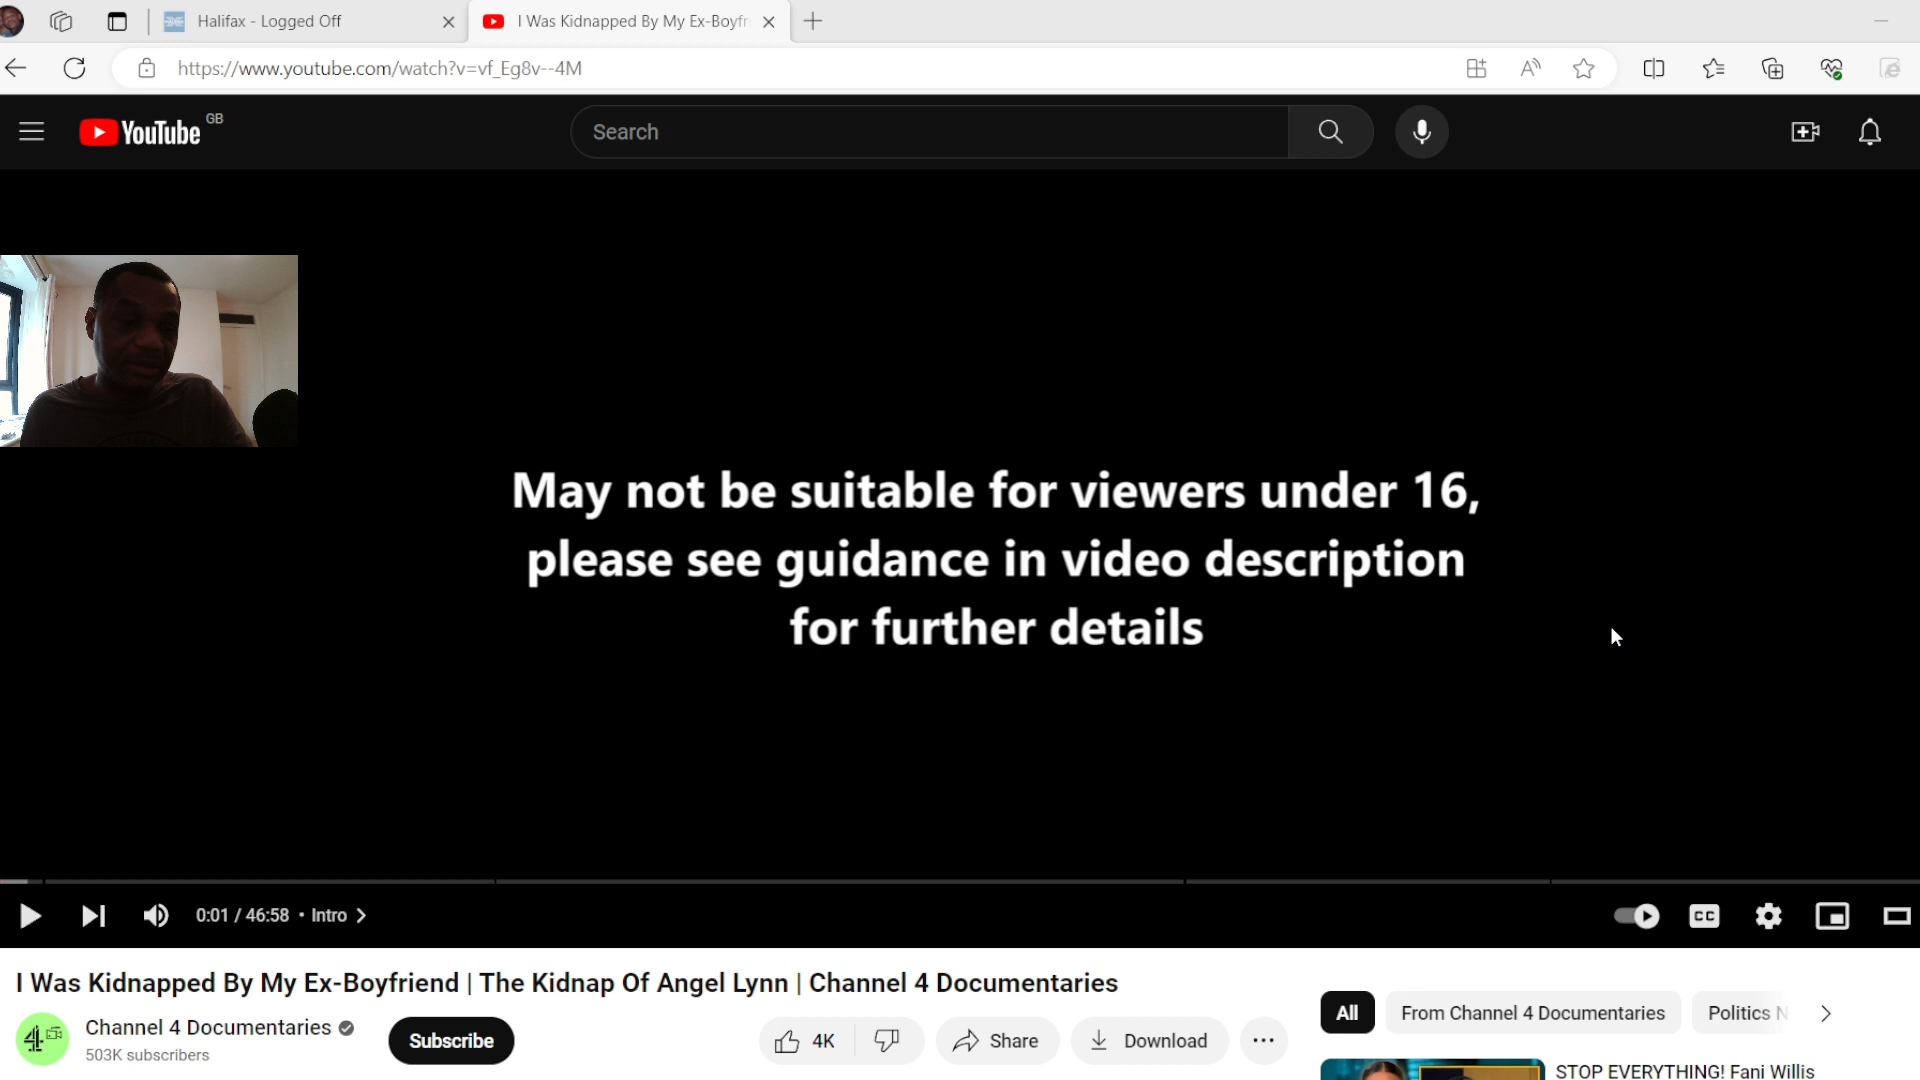 Halifax - Logged Off
I Was Kidnapped By My Ex-Boyfr
https://www.youtube.com/watch?v=vf_Eg8v--4M
YouTube GB
Search
May not be suitable for viewers under 16,
please see guidance in video description
for further details
0:01 / 46:58 • Intro
CC
I Was Kidnapped By My Ex-Boyfriend | The Kidnap Of Angel Lynn | Channel 4 Documentaries
Channel 4 Documentaries
503K subscribers
Subscribe
4K
Share
Download
All
From Channel 4 Documentaries
Politics N
STOP EVERYTHING! Fani Willis